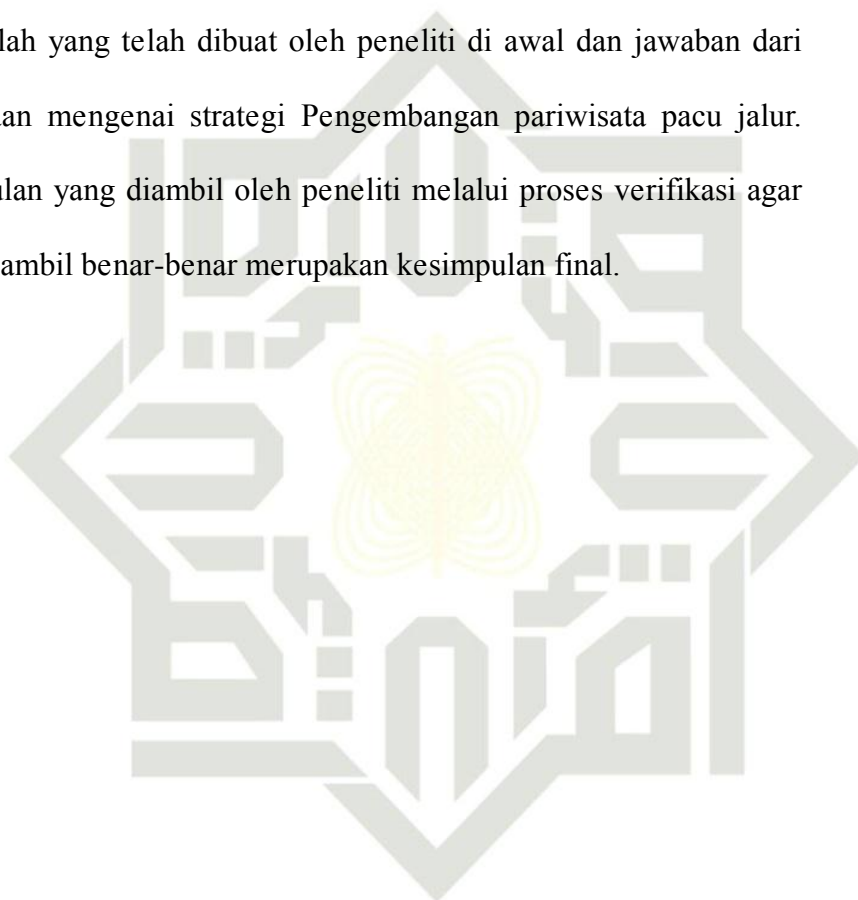 lah yang telah dibuat oleh peneliti di awal dan jawaban dari
an mengenai strategi Pengembangan pariwisata pacu jalur.
lan yang diambil oleh peneliti melalui proses verifikasi agar
ambil benar-benar merupakan kesimpulan final.